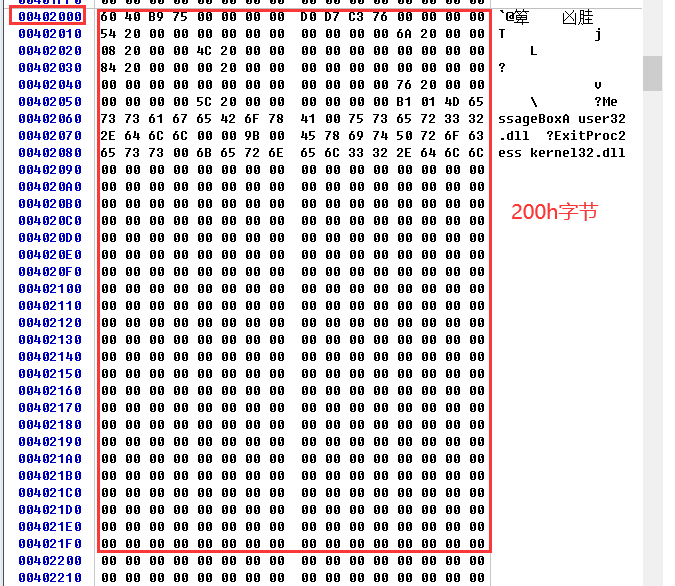 00402000 60 40 B9 75 00 00 00 00 D0 D7 C3 76 00 00 00 00 `@ 凶
00402010 54 20 00 00 00 00 00 00 00 00 00 00 6A 20 00 00 T j
00402020 08 20 00 00 4C 20 00 00 00 00 00 00 00 00 00 00 L
00402030 84 20 00 00 00 20 00 00 00 00 00 00 00 00 00 00 ?
00402040 00 00 00 00 00 00 00 00 00 00 00 00 76 20 00 00 v
00402050 00 00 00 00 5C 20 00 00 00 00 00 00 B1 01 4D 65 \ ?Me
00402060 73 73 61 67 65 42 6F 78 41 00 75 73 65 72 33 32 ssageBoxA user32
00402070 2E 64 6C 6C 00 00 9B 00 45 78 69 74 50 72 6F 63 .dll ?ExitProc2
00402080 65 73 73 00 6B 65 72 6E 65 6C 33 32 2E 64 6C 6C ess kernel32.dll
00402090 00 00 00 00 00 00 00 00 00 00 00 00 00 00 00 00
004020A0 00 00 00 00 00 00 00 00 00 00 00 00 00 00 00 00
004020B0 00 00 00 00 00 00 00 00 00 00 00 00 00 00 00 00
200h字节
004020C0 00 00 00 00 00 00 00 00 00 00 00 00 00 00 00 00
004020D0 00 00 00 00 00 00 00 00 00 00 00 00 00 00 00 00
004020E0 00 00 00 00 00 00 00 00 00 00 00 00 00 00 00 00
004020F0 00 00 00 00 00 00 00 00 00 00 00 00 00 00 00 00
00402100 00 00 00 00 00 00 00 00 00 00 00 00 00 00 00 00
00402110 00 00 00 00 00 00 00 00 00 00 00 00 00 00 00 00
00402120 00 00 00 00 00 00 00 00 00 00 00 00 00 00 00 00
00402130 00 00 00 00 00 00 00 00 00 00 00 00 00 00 00 00
00402140 00 00 00 00 00 00 00 00 00 00 00 00 00 00 00 00
00402150 00 00 00 00 00 00 00 00 00 00 00 00 00 00 00 00
00402160 00 00 00 00 00 00 00 00 00 00 00 00 00 00 00 00
00402170 00 00 00 00 00 00 00 00 00 00 00 00 00 00 00 00
00402180 00 00 00 00 00 00 00 00 00 00 00 00 00 00 00 00
00402190 00 00 00 00 00 00 00 00 00 00 00 00 00 00 00 00
004021A0 00 00 00 00 00 00 00 00 00 00 00 00 00 00 00 00
004021B0 00 00 00 00 00 00 00 00 00 00 00 00 00 00 00 00
004021C0 00 00 00 00 00 00 00 00 00 00 00 00 00 00 00 00
004021D0 00 00 00 00 00 00 00 00 00 00 00 00 00 00 00 00
004021E0 00 00 00 00 00 00 00 00 00 00 00 00 00 00 00 00
004021F0 00 00 00 00 00 00 00 00 00 00 00 00 00 00 00 00
00402200 00 00 00 00 00 00 00 00 00 00 00 00 00 00 00 00
00402210 00 00 00 00 00 00 00 00 00 00 00 00 00 00 00 00